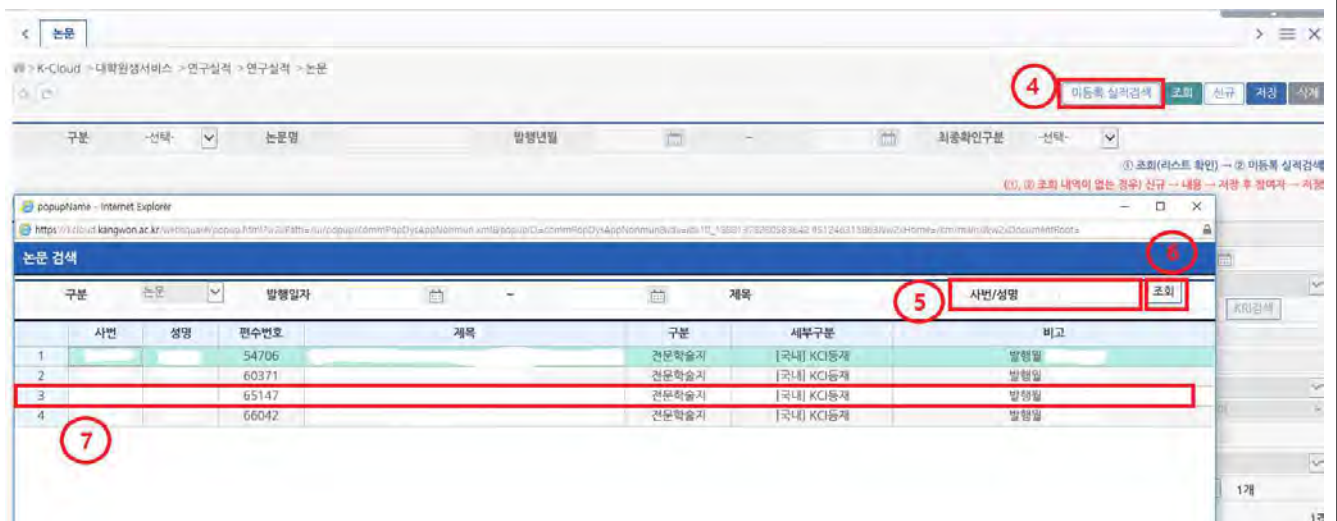 논문
K-Cloud > 대학원생서비스 > 연구실적 > 연구실적 > 논문
④ 미등록 실적검색 조회 신규 저장 삭제
구분 -선택- 논문명 발행년월 ~ 최종확인구분 -선택-
① 조회(리스트 확인) → ② 미등록 실적검색
(①, ② 조회 내역이 없는 경우) 신규 → 내용 → 저장 후 참여자 → 저장
popupName - Internet Explorer
논문 검색
⑥
구분 논문 발행일자 ~ 제목 ⑤ 사번/성명 조회
KRI검색
사번 성명 편수번호 제목 구분 세부구분 비고
1 54706 전문학술지 [국내] KCI등재 발행월
2 60371 전문학술지 [국내] KCI등재 발행월
3 65147 전문학술지 [국내] KCI등재 발행월
4 66042 전문학술지 [국내] KCI등재 발행월
⑦
1개